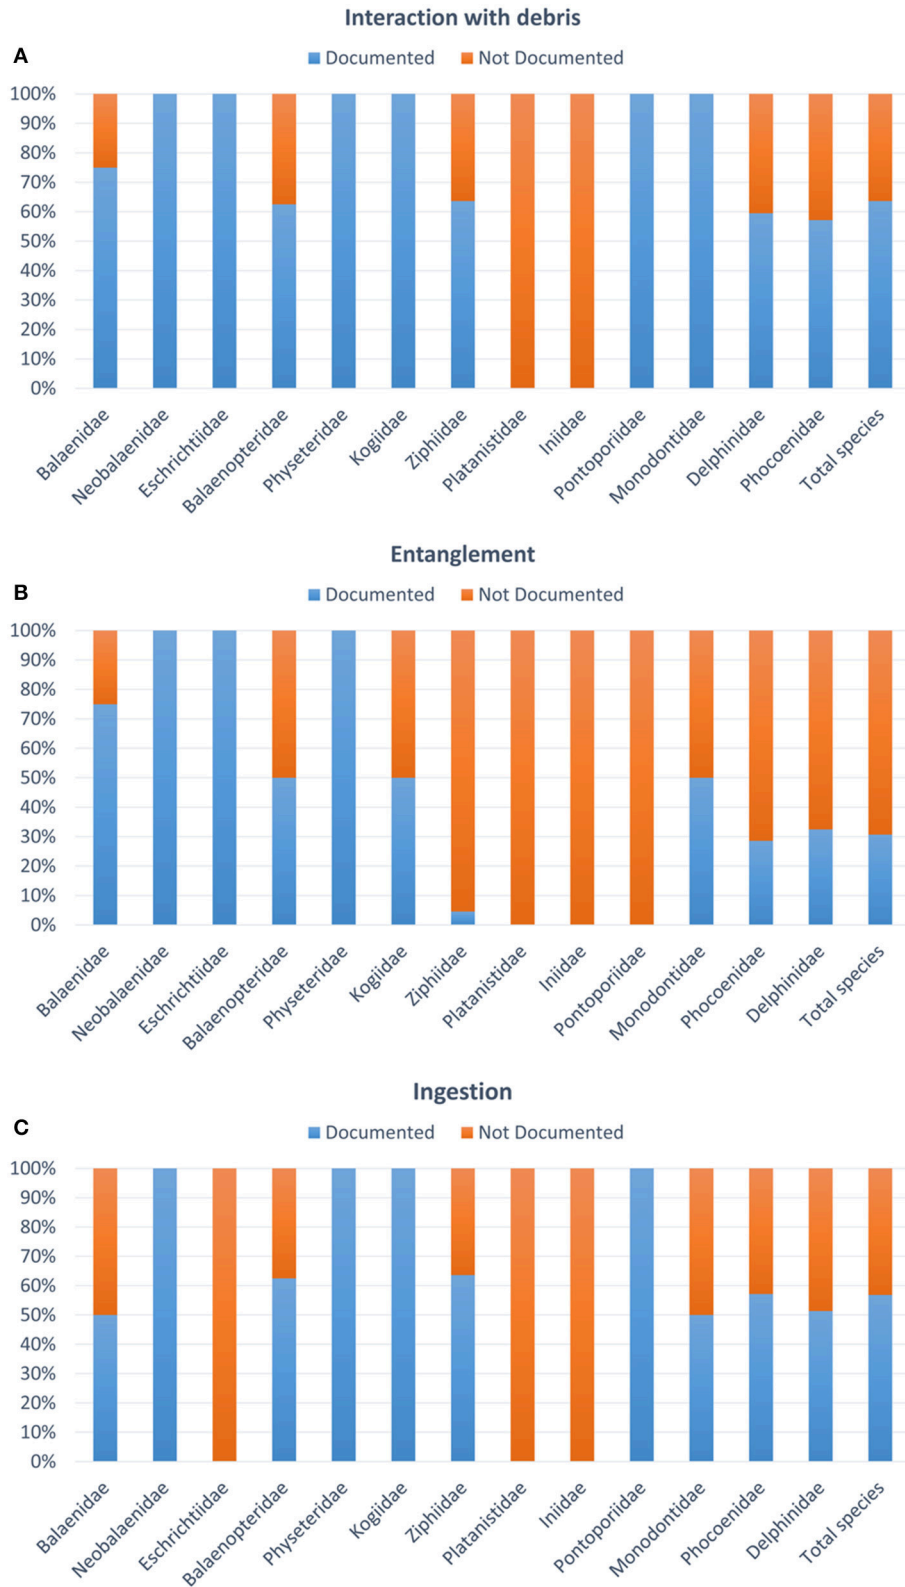 Interaction with debris
A
Documented Not Documented
100%
90%
80%
70%
60%
50%
40%
30%
20%
10%
0%
Balaenidae
Neobalaenidae
Eschrichtiidae
Balaenopteridae
Physeteridae
Kogiidae
Ziphiidae
Platanistidae
Iniidae
Pontoporiidae
Monodontidae
Delphinidae
Phocoenidae
Total species
Entanglement
B
Documented Not Documented
100%
90%
80%
70%
60%
50%
40%
30%
20%
10%
0%
Balaenidae
Neobalaenidae
Eschrichtiidae
Balaenopteridae
Physeteridae
Kogiidae
Ziphiidae
Platanistidae
Iniidae
Pontoporiidae
Monodontidae
Phocoenidae
Delphinidae
Total species
Ingestion
C
Documented Not Documented
100%
90%
80%
70%
60%
50%
40%
30%
20%
10%
0%
Balaenidae
Neobalaenidae
Eschrichtiidae
Balaenopteridae
Physeteridae
Kogiidae
Ziphiidae
Platanistidae
Iniidae
Pontoporiidae
Monodontidae
Phocoenidae
Delphinidae
Total species